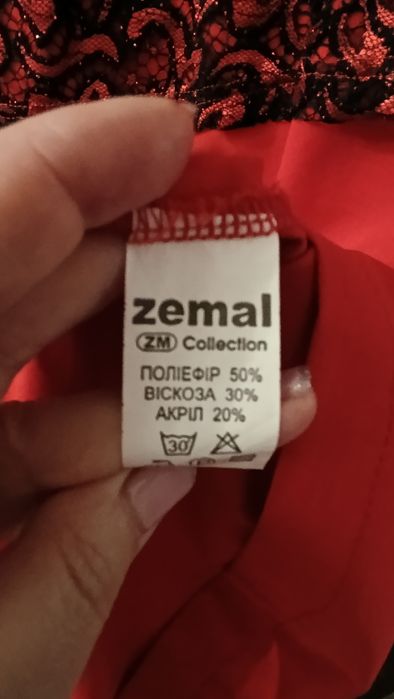 zemal
ZM Collection
ПОЛІЕФІР 50%
ВІСКОЗА 30%
АКРІЛ 20%
30